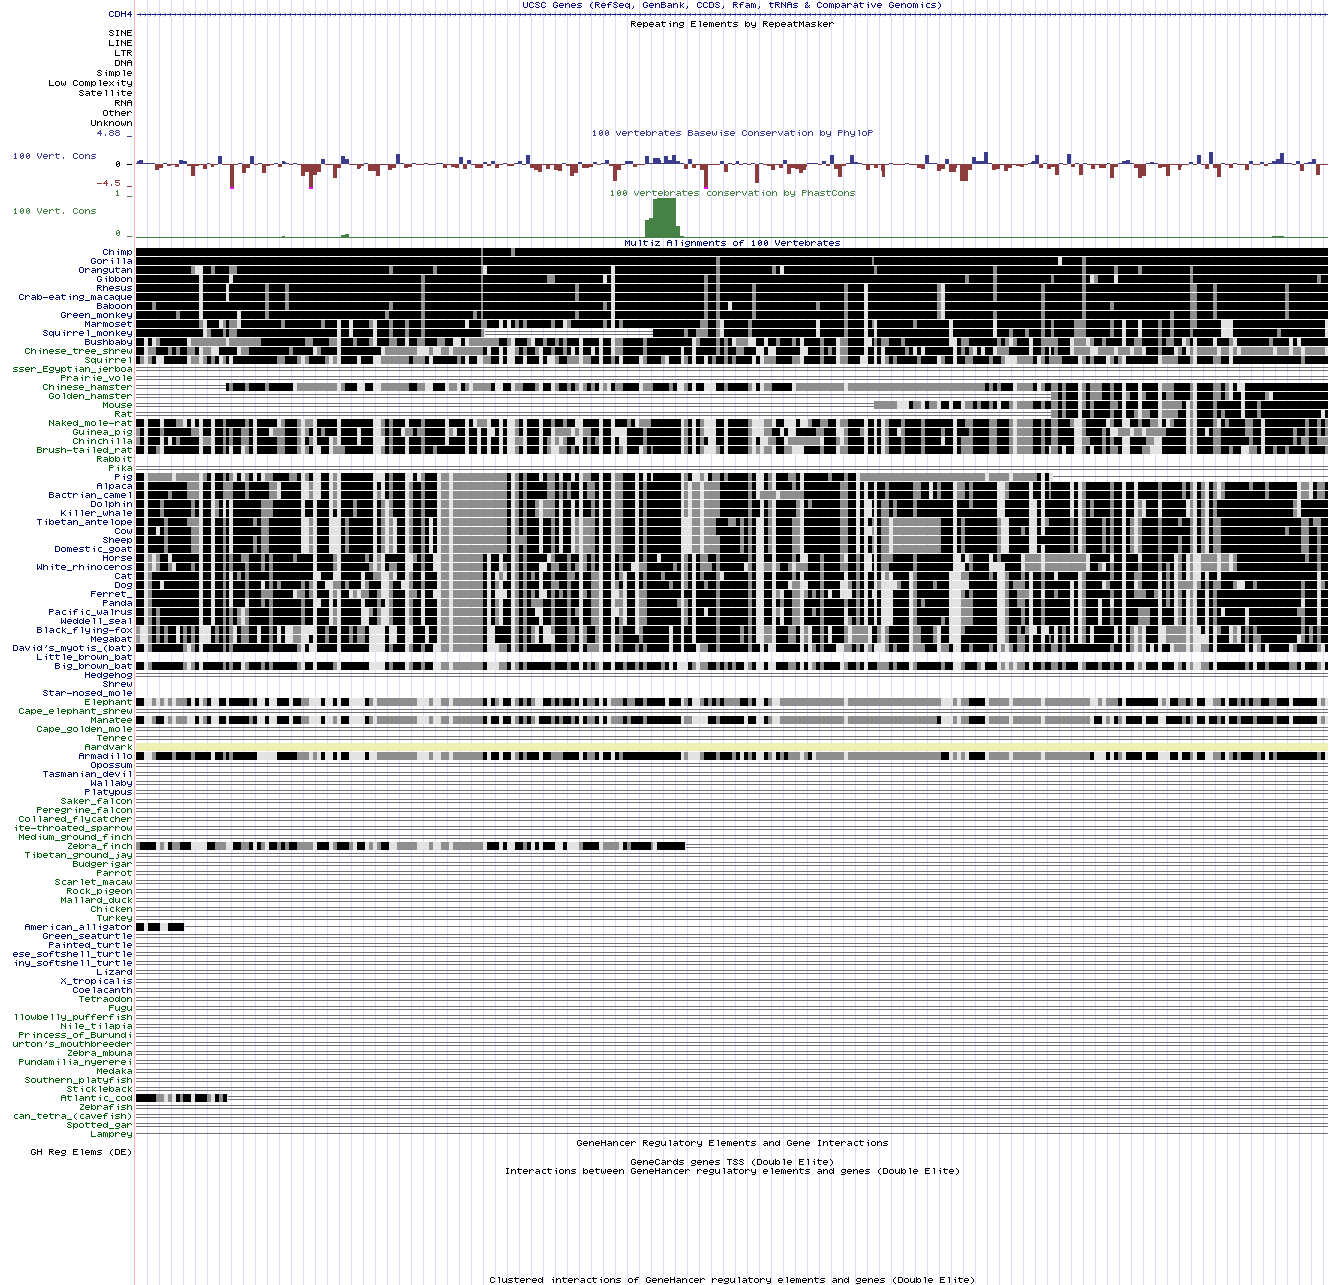 UCSC Genes (RefSeq, GenBank, CCDS, Rfam, tRNAs & Comparative Genomics)
CDH4
Repeating Elements by RepeatMasker
SINE
LINE
LTR
DNA
Simple
Low Complexity
Satellite
RNA
Other
Unknown
4.88 _
100 vertebrates Basewise Conservation by PhyloP
100 Vert. Cons
0 -
-4.5 _
1 _
100 vertebrates conservation by PhastCons
100 Vert. Cons
0 _
Multiz Alignments of 100 Vertebrates
Chimp
Gorilla
Orangutan
Gibbon
Rhesus
Crab-eating_macaque
Baboon
Green_monkey
Marmoset
Squirrel_monkey
Bushbaby
Chinese_tree_shrew
Squirrel
sser_Egyptian_jerboa
Prairie_vole
Chinese_hamster
Golden_hamster
Mouse
Rat
Naked_mole-rat
Guinea_pig
Chinchilla
Brush-tailed_rat
Rabbit
Pika
Pig
Alpaca
Bactrian_camel
Dolphin
Killer_whale
Tibetan_antelope
Cow
Sheep
Domestic_goat
Horse
White_rhinoceros
Cat
Dog
Ferret_
Panda
Pacific_walrus
Weddell_seal
Black_flying-fox
Megabat
David's_myotis_(bat)
Little_brown_bat
Big_brown_bat
Hedgehog
Shrew
Star-nosed_mole
Elephant
Cape_elephant_shrew
Manatee
Cape_golden_mole
Tenrec
Aardvark
Armadillo
Opossum
Tasmanian_devil
Wallaby
Platypus
Saker_falcon
Peregrine_falcon
Collared_flycatcher
ite-throated_sparrow
Medium_ground_finch
Zebra_finch
Tibetan_ground_jay
Budgerigar
Parrot
Scarlet_macaw
Rock_pigeon
Mallard_duck
Chicken
Turkey
American_alligator
Green_seaturtle
Painted_turtle
ese_softshell_turtle
iny_softshell_turtle
Lizard
X_tropicalis
Coelacanth
Tetraodon
Fugu
llowbelly_pufferfish
Nile_tilapia
Princess_of_Burundi
urton's_mouthbreeder
Zebra_mbuna
Pundamilia_nyererei
Medaka
Southern_platyfish
Stickleback
Atlantic_cod
Zebrafish
can_tetra_(cavefish)
Spotted_gar
Lamprey
GeneHancer Regulatory Elements and Gene Interactions
GH Reg Elems (DE)
GeneCards genes TSS (Double Elite)
Interactions between GeneHancer regulatory elements and genes (Double Elite)
Clustered interactions of GeneHancer regulatory elements and genes (Double Elite)